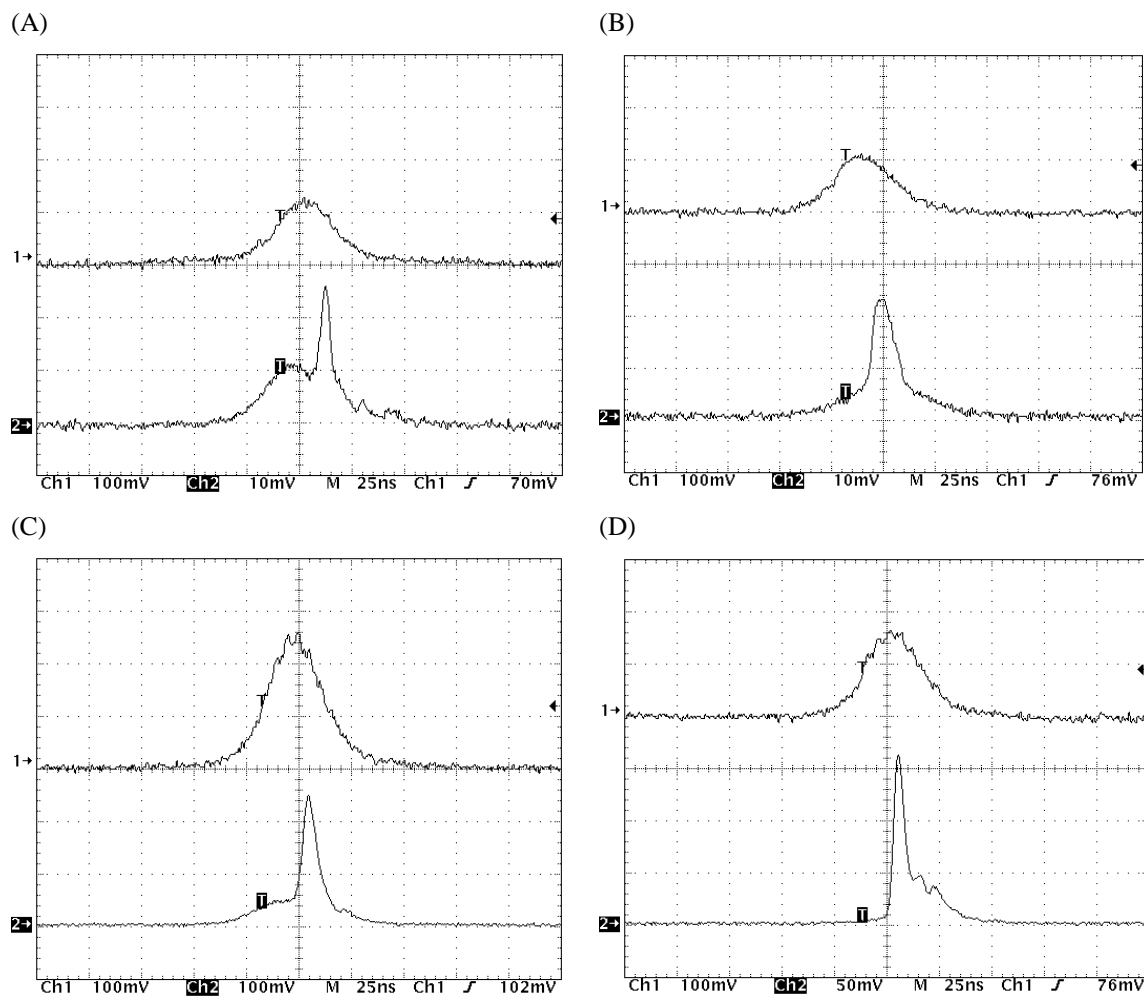 (A)
T
1→
T
2→
Ch1 100mV Ch2 10mV M 25ns Ch1 ʃ 70mV
(B)
T
1→
T
2→
Ch1 100mV Ch2 10mV M 25ns Ch1 ʃ 76mV
(C)
T
1→
T
2→
Ch1 100mV Ch2 100mV M 25ns Ch1 ʃ 102mV
(D)
T
1→
T
2→
Ch1 100mV Ch2 50mV M 25ns Ch1 ʃ 76mV